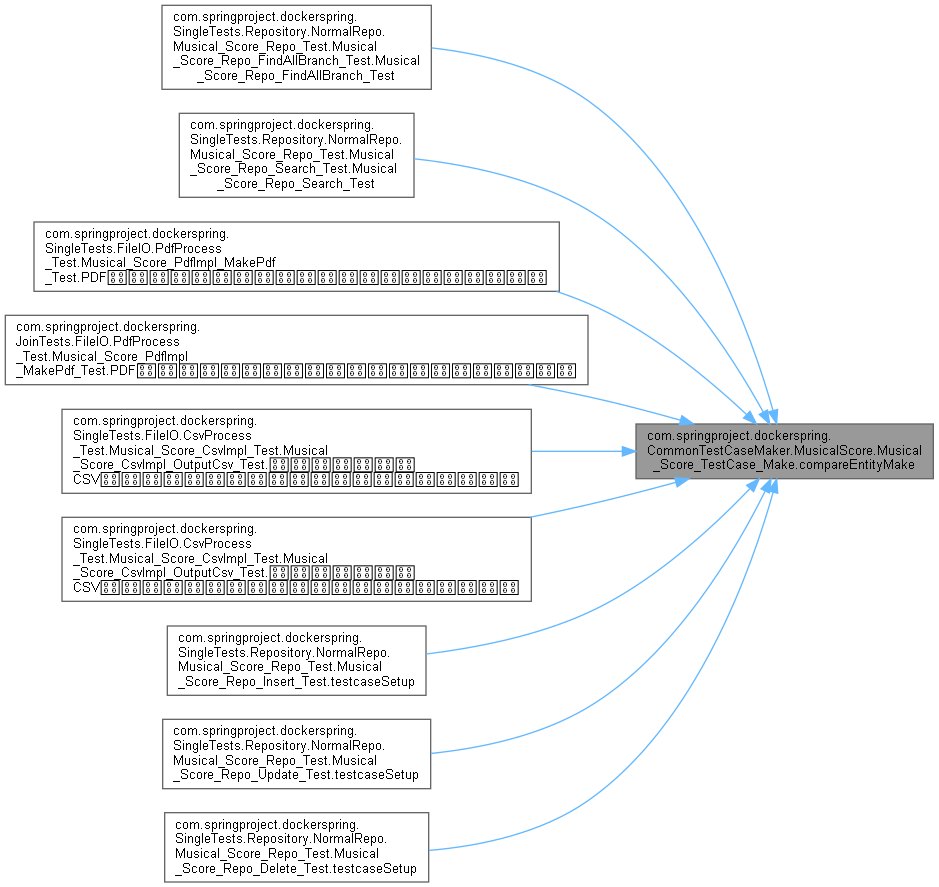 com.springproject.dockerspring.
SingleTests.Repository.NormalRepo.
Musical_Score_Repo_Test.Musical
_Score_Repo_FindAllBranch_Test.Musical
_Score_Repo_FindAllBranch_Test
com.springproject.dockerspring.
SingleTests.Repository.NormalRepo.
Musical_Score_Repo_Test.Musical
_Score_Repo_Search_Test.Musical
_Score_Repo_Search_Test
com.springproject.dockerspring.
SingleTests.FileIO.PdfProcess
_Test.Musical_Score_PdfImpl_MakePdf
_Test.PDF
com.springproject.dockerspring.
JoinTests.FileIO.PdfProcess
_Test.Musical_Score_PdfImpl
_MakePdf_Test.PDF
com.springproject.dockerspring.
SingleTests.FileIO.CsvProcess
_Test.Musical_Score_CsvImpl_Test.Musical
_Score_CsvImpl_OutputCsv_Test.
CSV
com.springproject.dockerspring.
CommonTestCaseMaker.MusicalScore.Musical
_Score_TestCase_Make.compareEntityMake
com.springproject.dockerspring.
SingleTests.FileIO.CsvProcess
_Test.Musical_Score_CsvImpl_Test.Musical
_Score_CsvImpl_OutputCsv_Test.
CSV
com.springproject.dockerspring.
SingleTests.Repository.NormalRepo.
Musical_Score_Repo_Test.Musical
_Score_Repo_Insert_Test.testcaseSetup
com.springproject.dockerspring.
SingleTests.Repository.NormalRepo.
Musical_Score_Repo_Test.Musical
_Score_Repo_Update_Test.testcaseSetup
com.springproject.dockerspring.
SingleTests.Repository.NormalRepo.
Musical_Score_Repo_Test.Musical
_Score_Repo_Delete_Test.testcaseSetup